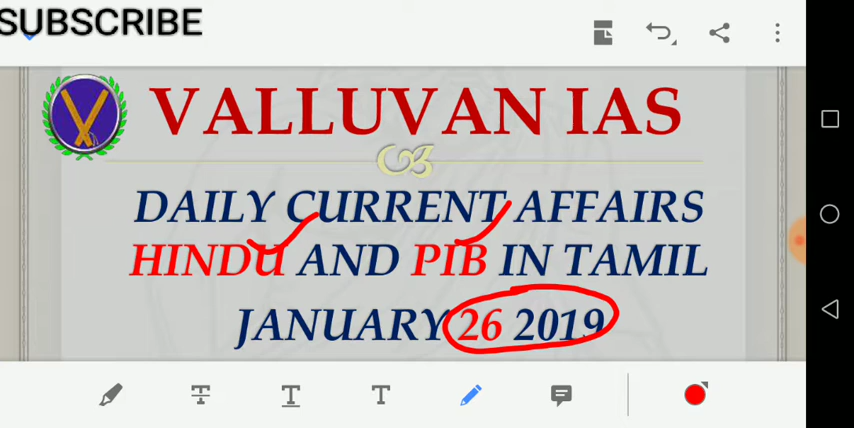 SUBSCRIBE
VALLUVAN IAS
DAILY CURRENT AFFAIRS
HINDU AND PIB IN TAMIL
JANUARY 26 2019